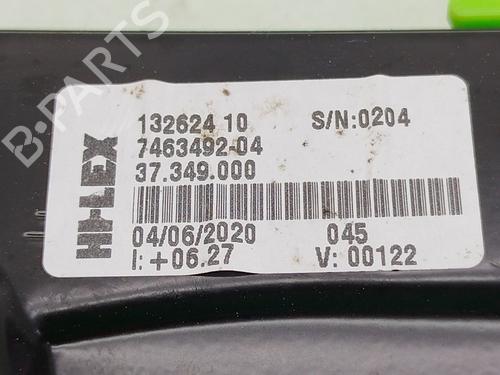 HI-LEX
132624 10 S/N:0204
7463492 04
37.349.000
04/06/2020 045
I: +06.27 V: 00122
B-PARTS